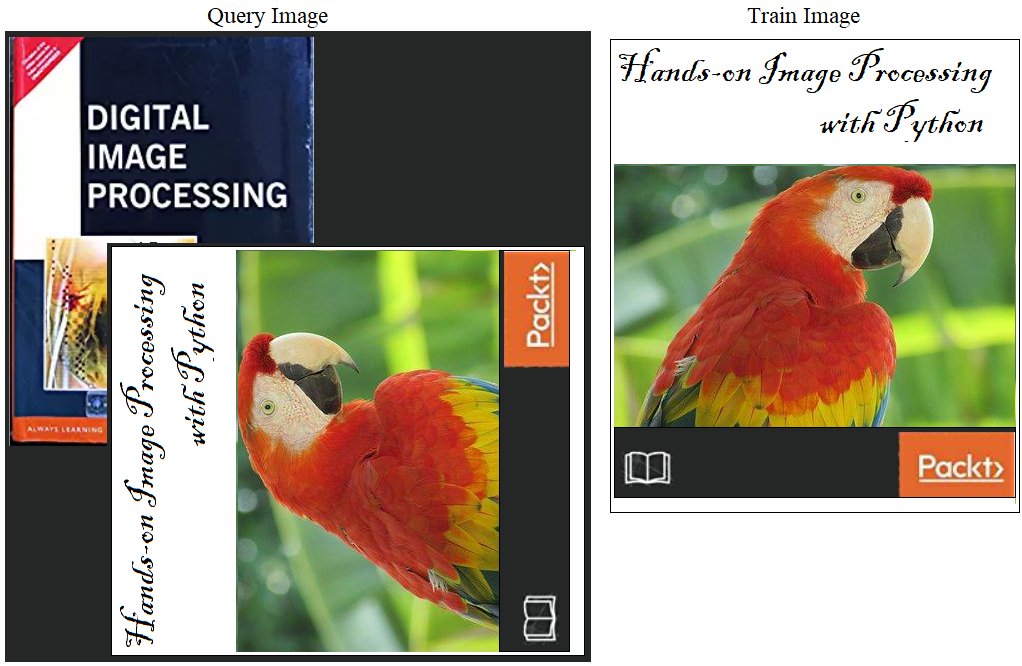 Query Image
Train Image
DIGITAL
IMAGE
PROCESSING
ALWAYS LEARNING
Hands-on Image Processing
with Python
Packt>
Hands-on Image Processing
with Python
Packt>